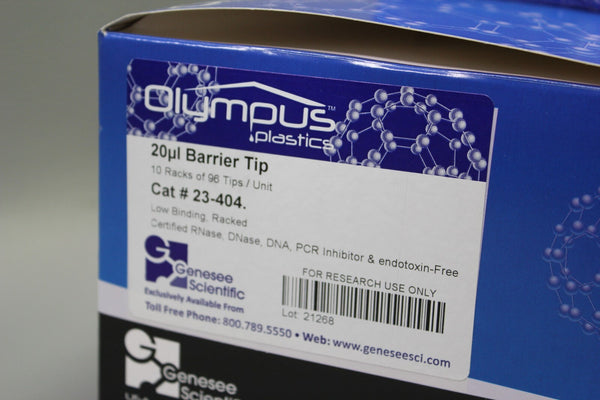 Olympus™
plastics
20µl Barrier Tip
10 Racks of 96 Tips / Unit
Cat # 23-404.
Low Binding, Racked
Certified RNase, DNase, DNA, PCR Inhibitor & endotoxin-Free
Genesee
Scientific
FOR RESEARCH USE ONLY
Exclusively Available From
Lot: 21268
Toll Free Phone: 800.789.5550 • Web: www.geneseesci.com
Genesee
Scientific